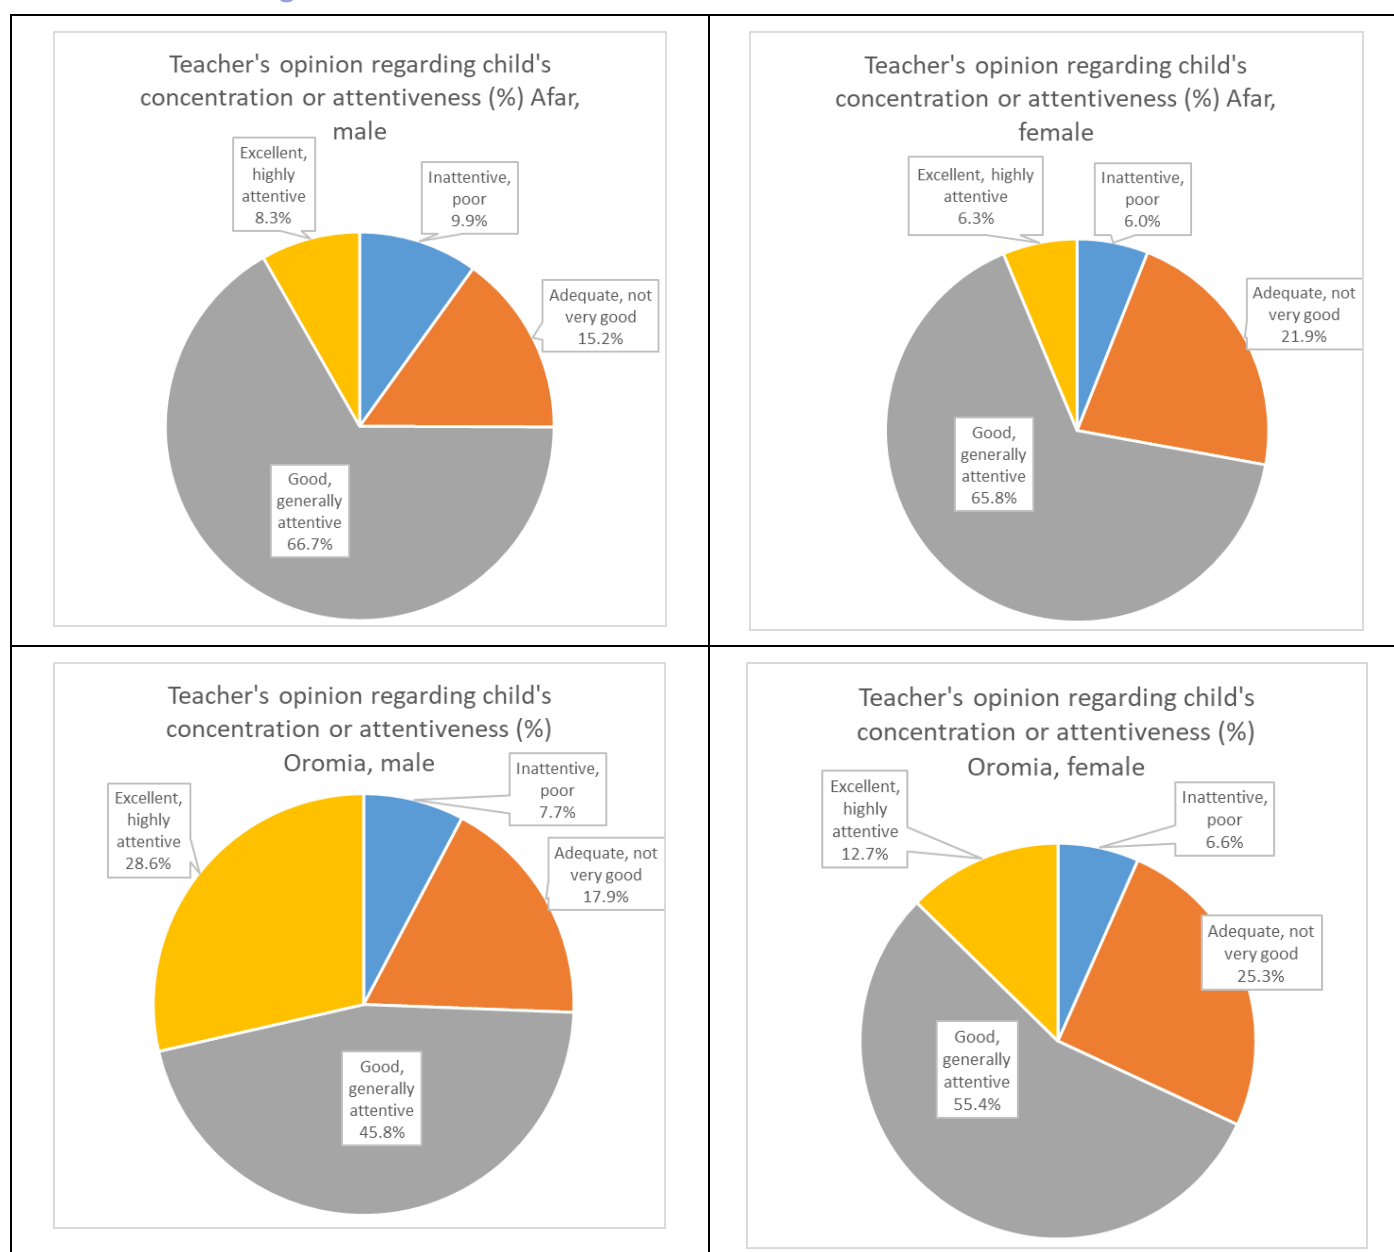 Teacher's opinion regarding child's
concentration or attentiveness (%) Afar,
male
Excellent,
highly
attentive
8.3%
Inattentive,
poor
9.9%
Adequate, not
very good
15.2%
Good,
generally
attentive
66.7%
Teacher's opinion regarding child's
concentration or attentiveness (%) Afar,
female
Excellent, highly
attentive
6.3%
Inattentive,
poor
6.0%
Adequate, not
very good
21.9%
Good,
generally
attentive
65.8%
Teacher's opinion regarding child's
concentration or attentiveness (%)
Oromia, male
Excellent,
highly
attentive
28.6%
Inattentive,
poor
7.7%
Adequate, not
very good
17.9%
Good,
generally
attentive
45.8%
Teacher's opinion regarding child's
concentration or attentiveness (%)
Oromia, female
Excellent,
highly
attentive
12.7%
Inattentive,
poor
6.6%
Adequate, not
very good
25.3%
Good,
generally
attentive
55.4%